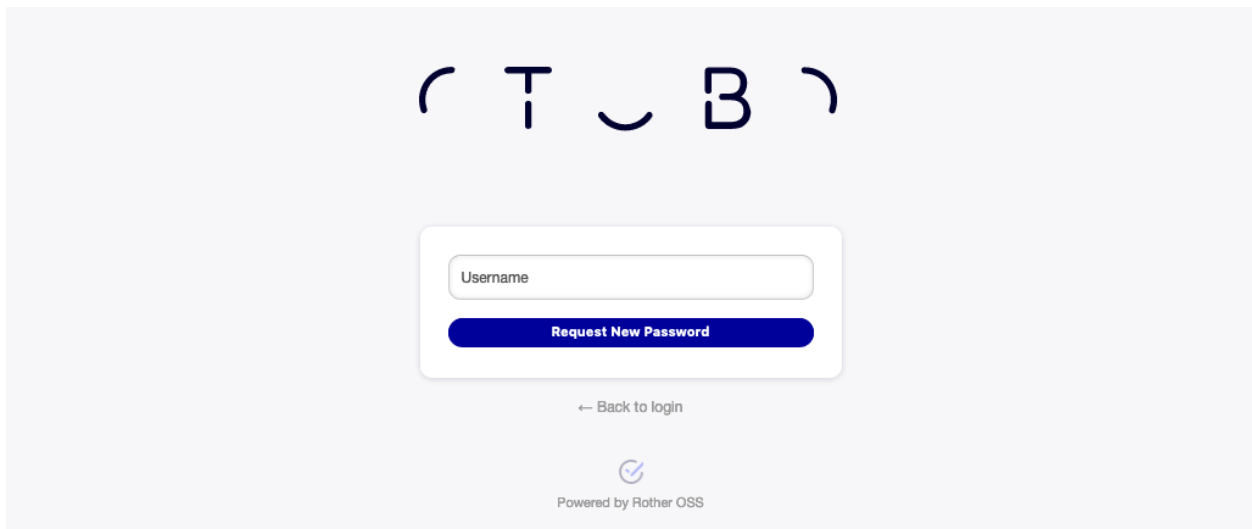 T B
Username
Request New Password
← Back to login
Powered by Rother OSS